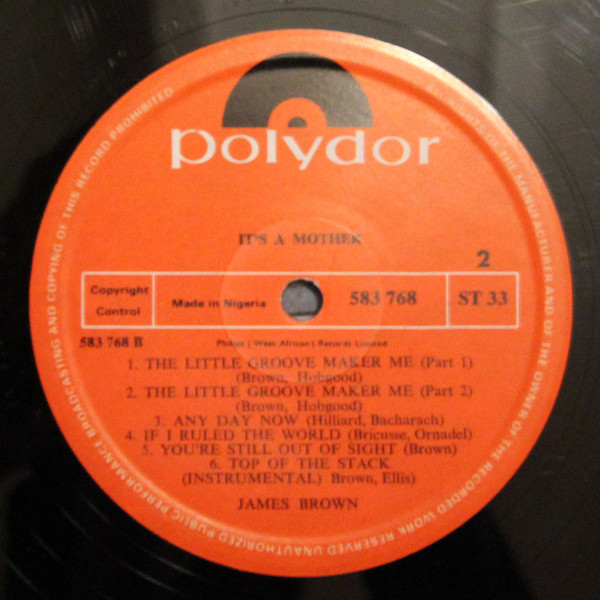 polydor
IT'S A MOTHER
2
Copyright
Control
Made in Nigeria
583 768
ST 33
583 768 B
Philips (West African) Records Limited
1. THE LITTLE GROOVE MAKER ME (Part 1)
(Brown, Hobgood)
2. THE LITTLE GROOVE MAKER ME (Part 2)
(Brown, Hobgood)
3. ANY DAY NOW (Hilliard, Bacharach)
4. IF I RULED THE WORLD (Bricusse, Ornadel)
5. YOU'RE STILL OUT OF SIGHT (Brown)
6. TOP OF THE STACK
(INSTRUMENTAL) Brown, Ellis)
JAMES BROWN
ALL RIGHTS OF THE MANUFACTURER AND OF THE OWNER OF THE RECORDED WORK RESERVED UNAUTHORIZED PUBLIC PERFORMANCE BROADCASTING AND COPYING OF THIS RECORD PROHIBITED